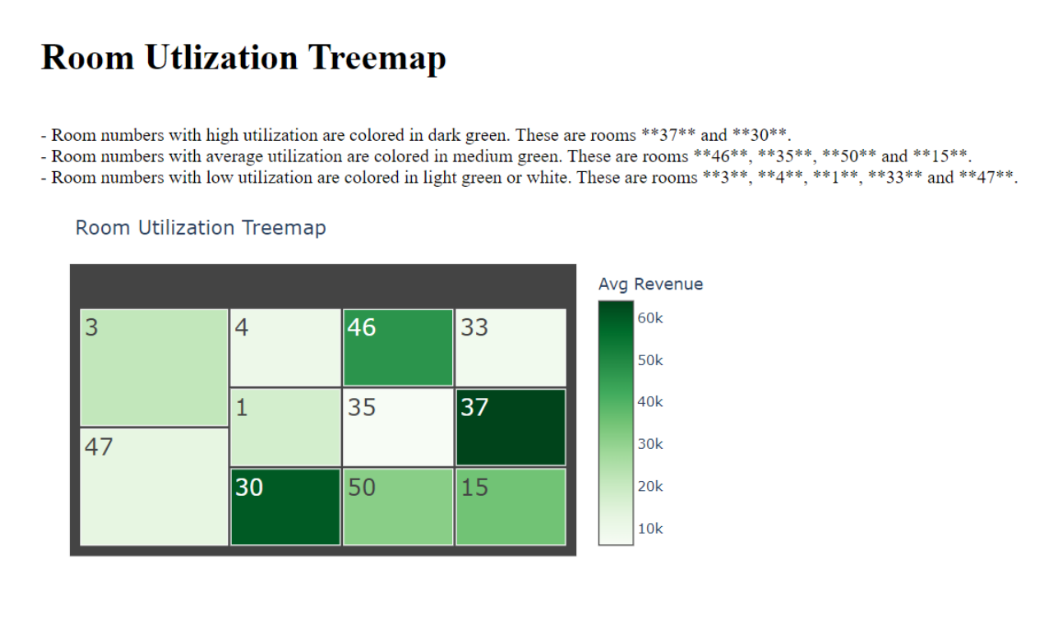 Room Utlization Treemap
- Room numbers with high utilization are colored in dark green. These are rooms **37** and **30**.
- Room numbers with average utilization are colored in medium green. These are rooms **46**, **35**, **50** and **15**.
- Room numbers with low utilization are colored in light green or white. These are rooms **3**, **4**, **1**, **33** and **47**.
Room Utilization Treemap
Avg Revenue
3
4
46
33
1
35
37
47
30
50
15
60k
50k
40k
30k
20k
10k